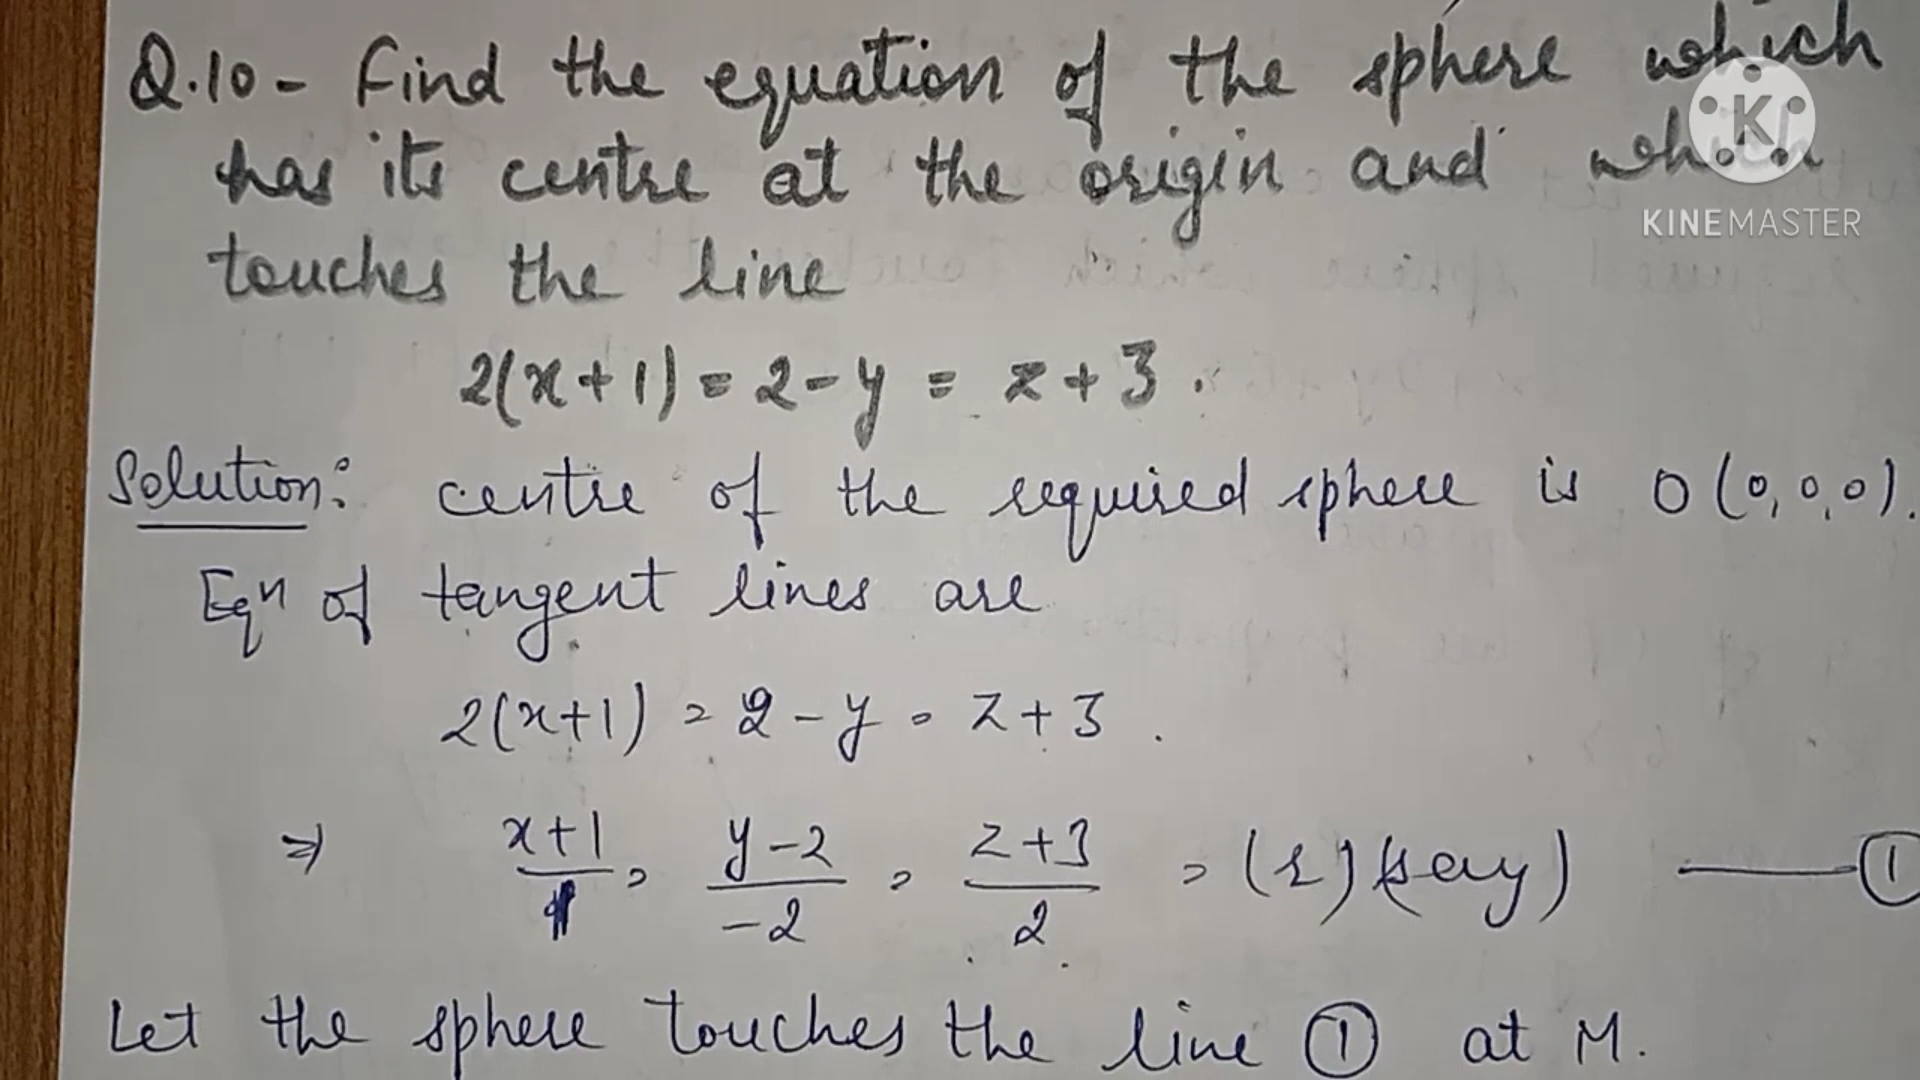 Q.10- Find the equation of the sphere which
has its centre at the origin and which
touches the line
2(x+1) = 2-y = z+3.
Solution: centre of the required sphere is O(0,0,0).
Eqn of tangent lines are
2(x+1) = 2-y = z+3.
⇒ x+1/1 = y-2/-2 = z+3/2 = (r) (say) —— ①
Let the sphere touches the line ① at M.
K
KINEMASTER